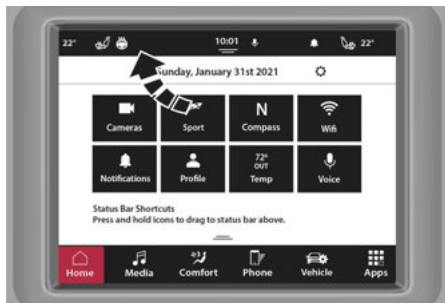 22°
10:01
22°
Sunday, January 31st 2021
Cameras
Sport
N
Compass
Wifi
Notifications
Profile
72°
OUT
Temp
Voice
Status Bar Shortcuts
Press and hold icons to drag to status bar above.
Home
Media
Comfort
Phone
Vehicle
Apps